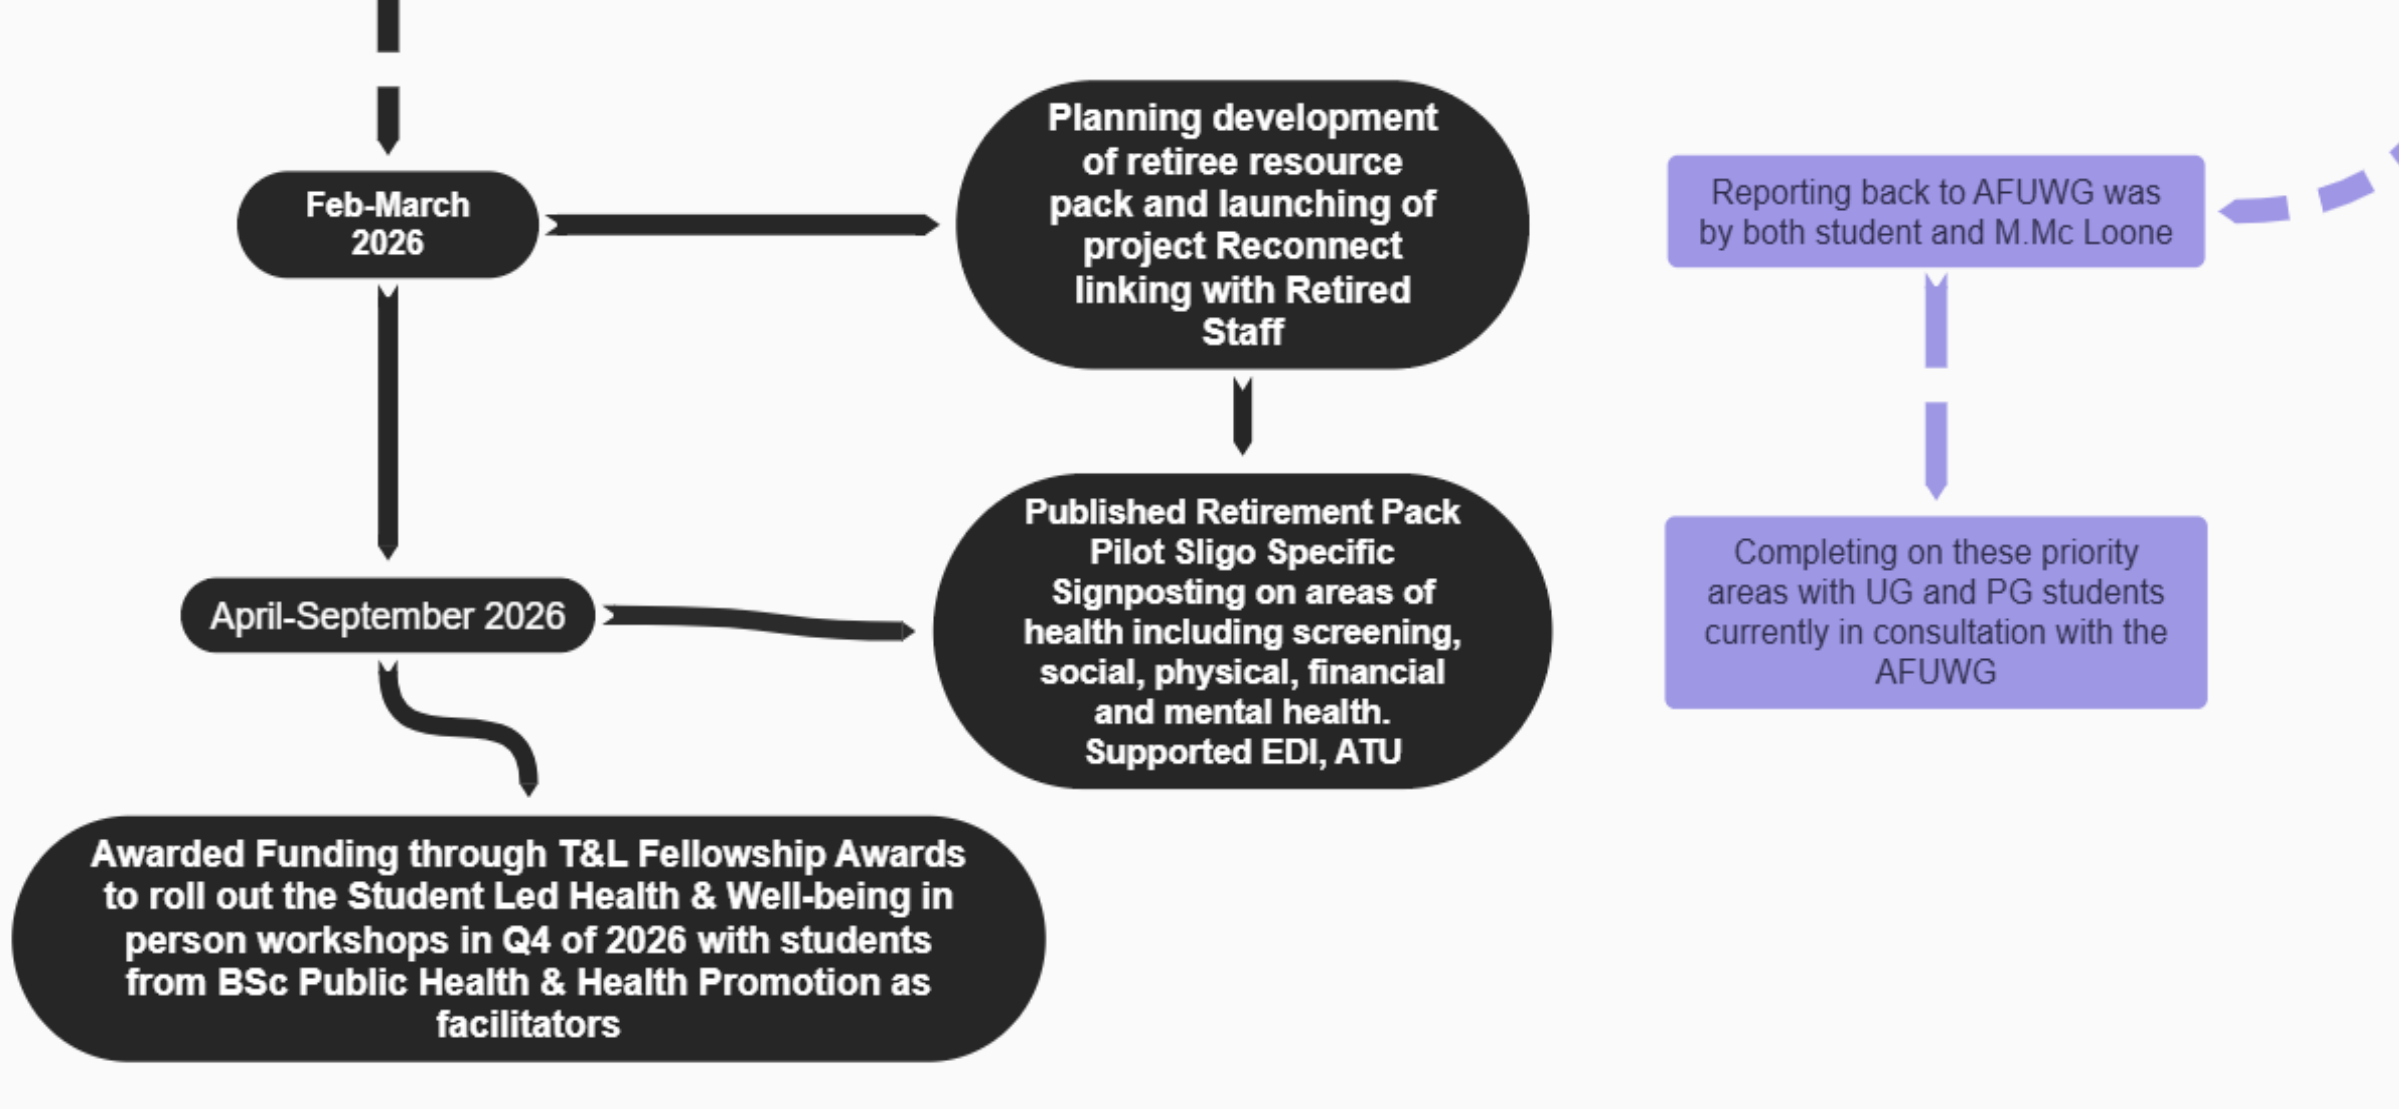 Feb-March
2026
Planning development
of retiree resource
pack and launching of
project Reconnect
linking with Retired
Staff
Reporting back to AFUWG was
by both student and M.Mc Loone
April-September 2026
Published Retirement Pack
Pilot Sligo Specific
Signposting on areas of
health including screening,
social, physical, financial
and mental health.
Supported EDI, ATU
Completing on these priority
areas with UG and PG students
currently in consultation with the
AFUWG
Awarded Funding through T&L Fellowship Awards
to roll out the Student Led Health & Well-being in
person workshops in Q4 of 2026 with students
from BSc Public Health & Health Promotion as
facilitators